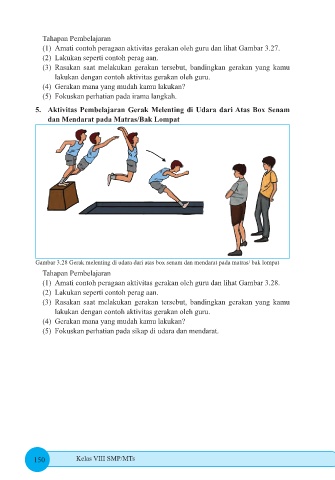 Tahapan Pembelajaran
(1) Amati contoh peragaan aktivitas gerakan oleh guru dan lihat Gambar 3.27.
(2) Lakukan seperti contoh perag aan.
(3) Rasakan saat melakukan gerakan tersebut, bandingkan gerakan yang kamu
lakukan dengan contoh aktivitas gerakan oleh guru.
(4) Gerakan mana yang mudah kamu lakukan?
(5) Fokuskan perhatian pada irama langkah.
5. Aktivitas Pembelajaran Gerak Melenting di Udara dari Atas Box Senam
dan Mendarat pada Matras/Bak Lompat
Gambar 3.28 Gerak melenting di udara dari atas box senam dan mendarat pada matras/ bak lompat
Tahapan Pembelajaran
(1) Amati contoh peragaan aktivitas gerakan oleh guru dan lihat Gambar 3.28.
(2) Lakukan seperti contoh perag aan.
(3) Rasakan saat melakukan gerakan tersebut, bandingkan gerakan yang kamu
lakukan dengan contoh aktivitas gerakan oleh guru.
(4) Gerakan mana yang mudah kamu lakukan?
(5) Fokuskan perhatian pada sikap di udara dan mendarat.
150 Kelas VIII SMP/MTs